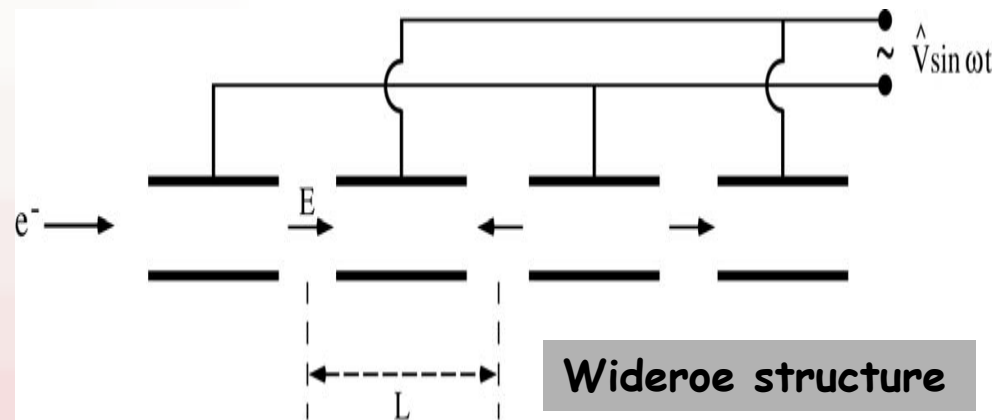 ~ V̂sin ωt
E
e⁻
L
Wideroe structure